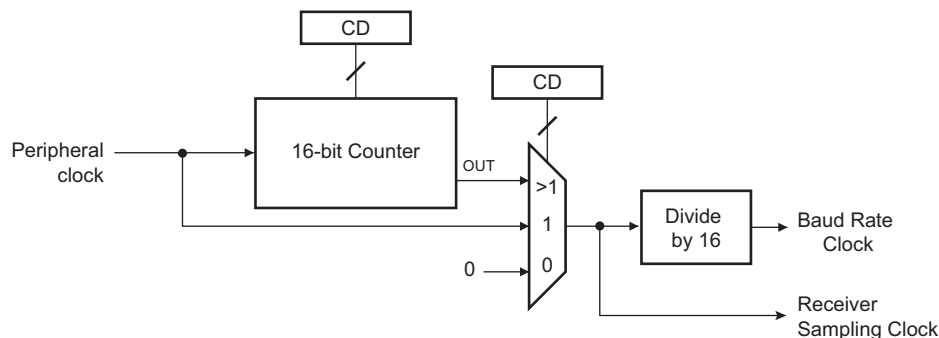 CD
CD
Peripheral
clock
16-bit Counter
OUT
>1
1
0
0
Divide
by 16
Baud Rate
Clock
Receiver
Sampling Clock